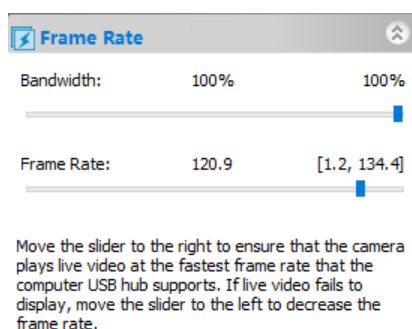 Frame Rate
Bandwidth: 100% 100%
Frame Rate: 120.9 [1.2, 134.4]
Move the slider to the right to ensure that the camera
plays live video at the fastest frame rate that the
computer USB hub supports. If live video fails to
display, move the slider to the left to decrease the
frame rate.